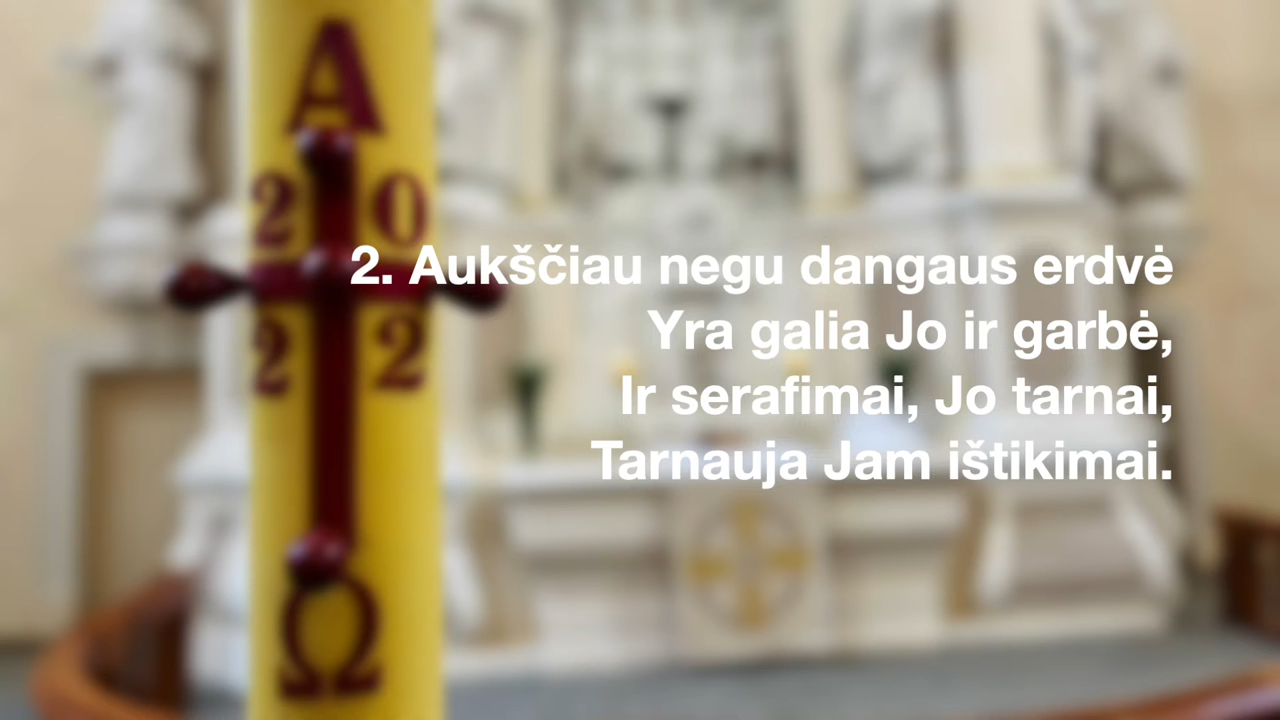 Α
2 0
2. Aukščiau negu dangaus erdvė
Yra galia Jo ir garbė,
2 2
Ir serafimai, Jo tarnai,
Tarnauja Jam ištikimai.
Ω